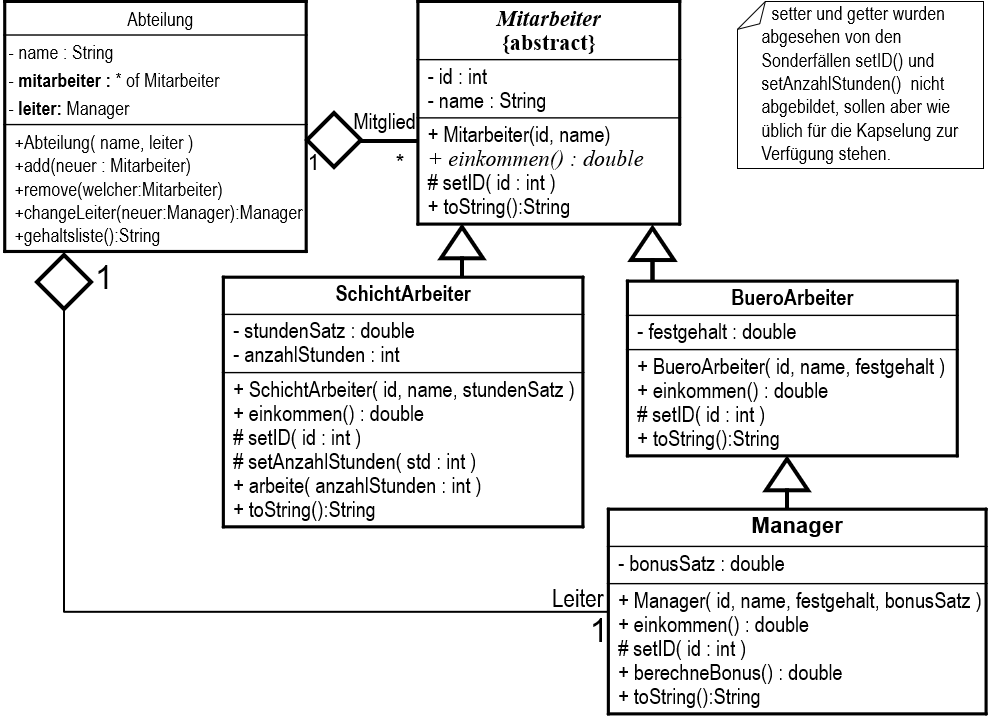 Abteilung
- name : String
- mitarbeiter : * of Mitarbeiter
- leiter: Manager
+Abteilung( name, leiter )
+add(neuer : Mitarbeiter)
+remove(welcher:Mitarbeiter)
+changeLeiter(neuer:Manager):Manager
+gehaltsliste():String
1
Mitglied
*
Mitarbeiter
{abstract}
- id : int
- name : String
+ Mitarbeiter(id, name)
+ einkommen() : double
# setID( id : int )
+ toString():String
setter und getter wurden
abgesehen von den
Sonderfällen setID() und
setAnzahlStunden() nicht
abgebildet, sollen aber wie
üblich für die Kapselung zur
Verfügung stehen.
1
SchichtArbeiter
- stundenSatz : double
- anzahlStunden : int
+ SchichtArbeiter( id, name, stundenSatz )
+ einkommen() : double
# setID( id : int )
# setAnzahlStunden( std : int )
+ arbeite( anzahlStunden : int )
+ toString():String
BueroArbeiter
- festgehalt : double
+ BueroArbeiter( id, name, festgehalt )
+ einkommen() : double
# setID( id : int )
+ toString():String
Leiter
1
Manager
- bonusSatz : double
+ Manager( id, name, festgehalt, bonusSatz )
+ einkommen() : double
# setID( id : int )
+ berechneBonus() : double
+ toString():String